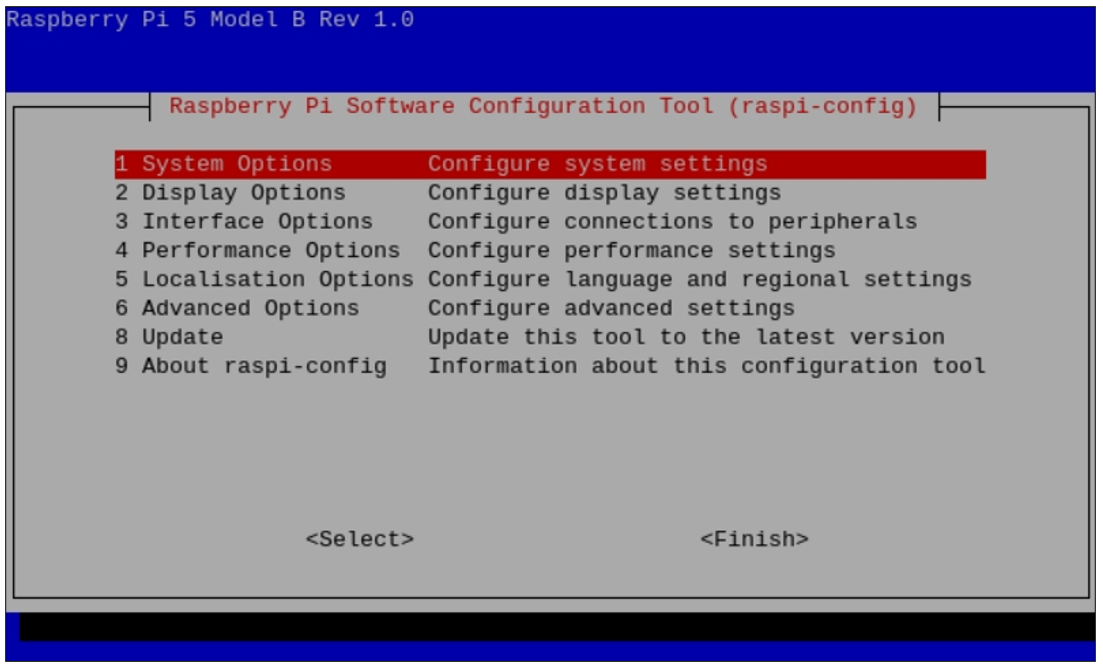 Raspberry Pi 5 Model B Rev 1.0
Raspberry Pi Software Configuration Tool (raspi-config)
1 System Options Configure system settings
2 Display Options Configure display settings
3 Interface Options Configure connections to peripherals
4 Performance Options Configure performance settings
5 Localisation Options Configure language and regional settings
6 Advanced Options Configure advanced settings
8 Update Update this tool to the latest version
9 About raspi-config Information about this configuration tool
<Select> <Finish>